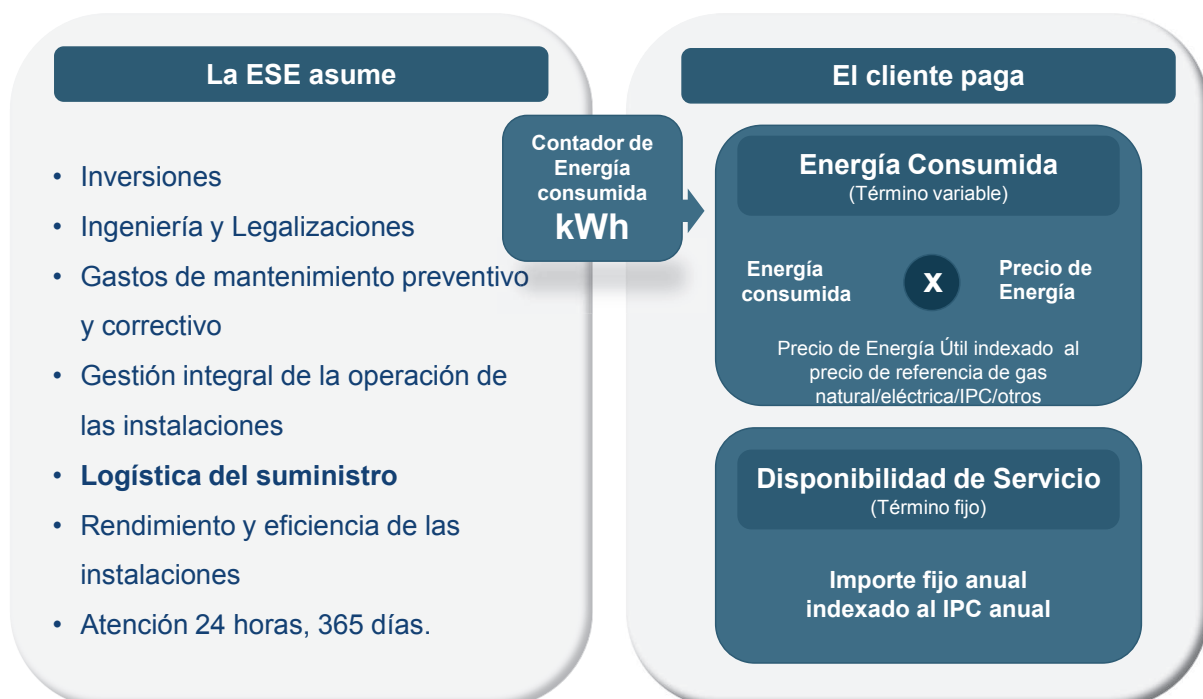 La ESE asume
• Inversiones
• Ingeniería y Legalizaciones
• Gastos de mantenimiento preventivo
y correctivo
• Gestión integral de la operación de
las instalaciones
• Logística del suministro
• Rendimiento y eficiencia de las
instalaciones
• Atención 24 horas, 365 días.
Contador de
Energía
consumida
kWh
El cliente paga
Energía Consumida
(Término variable)
Energía
consumida
X
Precio de
Energía
Precio de Energía Útil indexado al
precio de referencia de gas
natural/eléctrica/IPC/otros
Disponibilidad de Servicio
(Término fijo)
Importe fijo anual
indexado al IPC anual